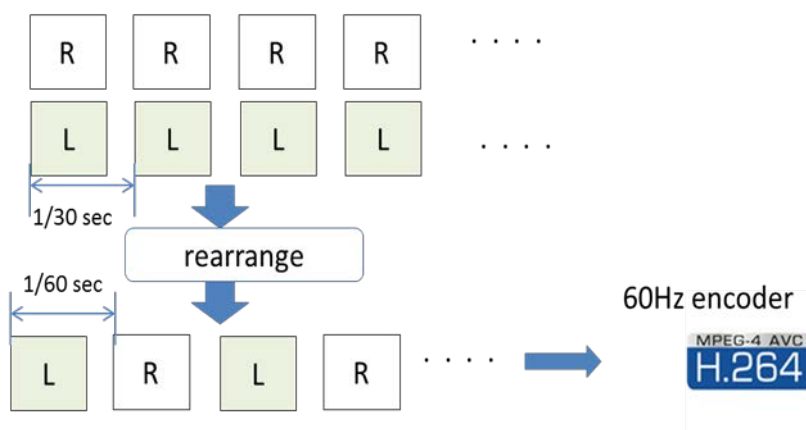 R R R R . . . .
L L L L . . . .
1/30 sec
rearrange
1/60 sec
60Hz encoder
MPEG-4 AVC
H.264
L R L R . . . .